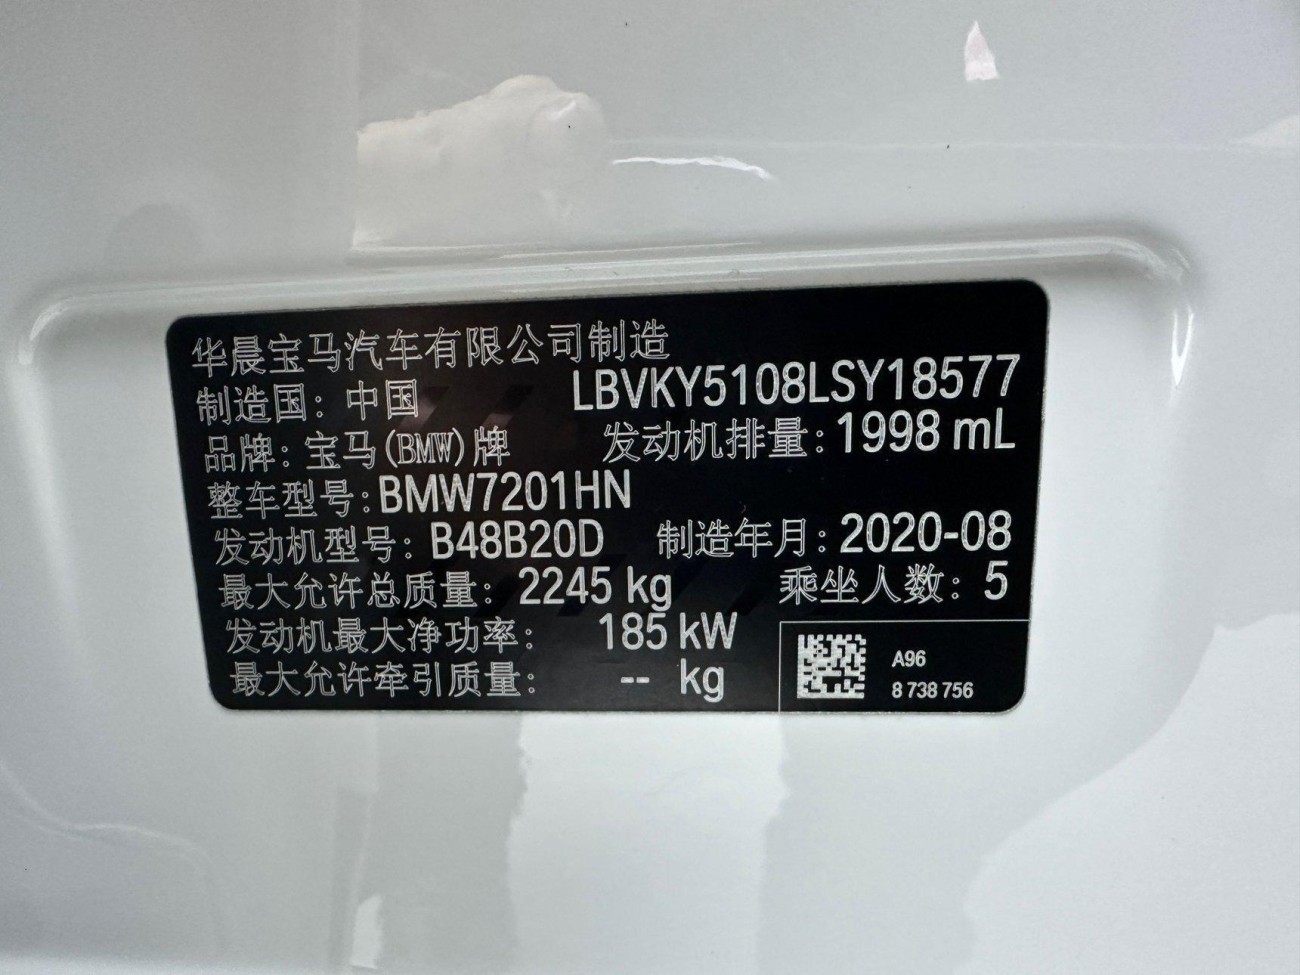 华晨宝马汽车有限公司制造
制造国：中国 LBVKY5108LSY18577
品牌：宝马(BMW)牌 发动机排量：1998 mL
整车型号：BMW7201HN
发动机型号：B48B20D 制造年月：2020-08
最大允许总质量：2245 kg 乘坐人数：5
发动机最大净功率： 185 kW
最大允许牵引质量： -- kg
A96
8 738 756